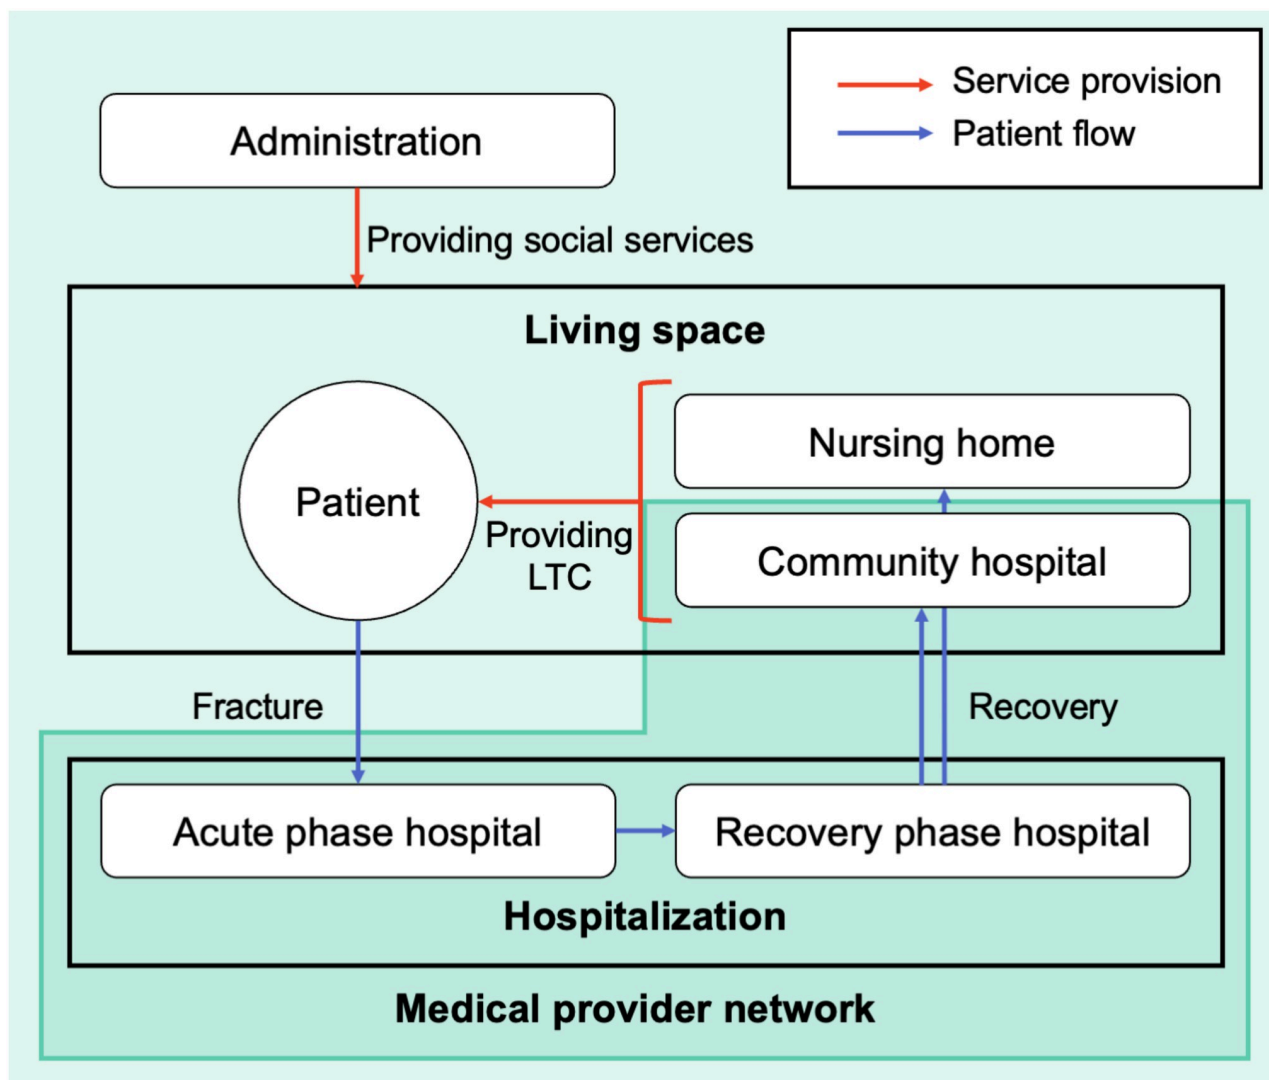 Service provision
Patient flow
Administration
Providing social services
Living space
Nursing home
Patient
Providing
LTC
Community hospital
Fracture
Recovery
Acute phase hospital
Recovery phase hospital
Hospitalization
Medical provider network